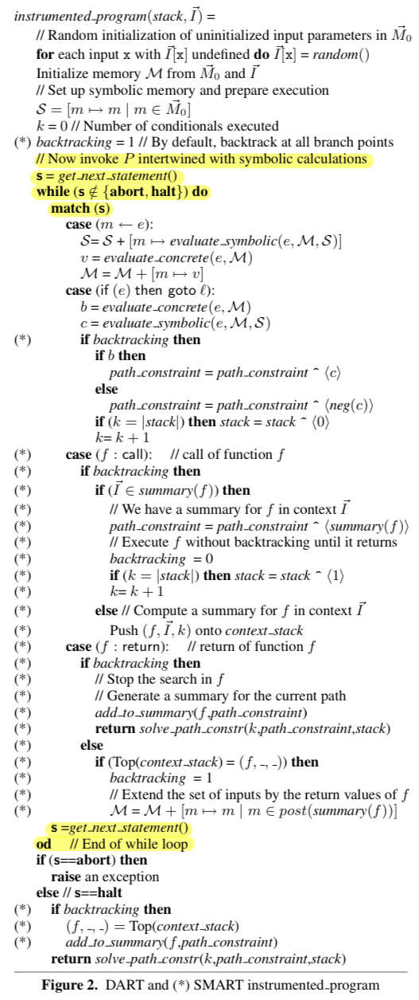 instrumented_program(stack, I⃗) =
// Random initialization of uninitialized input parameters in M⃗₀
for each input x with I⃗[x] undefined do I⃗[x] = random()
Initialize memory ℳ from M⃗₀ and I⃗
// Set up symbolic memory and prepare execution
𝒮 = [m ↦ m | m ∈ M⃗₀]
k = 0 // Number of conditionals executed
(*) backtracking = 1 // By default, backtrack at all branch points
// Now invoke P intertwined with symbolic calculations
s = get_next_statement()
while (s ∉ {abort, halt}) do
match (s)
case (m ← e):
𝒮= 𝒮 + [m ↦ evaluate_symbolic(e, ℳ, 𝒮)]
v = evaluate_concrete(e, ℳ)
ℳ = ℳ + [m ↦ v]
case (if (e) then goto ℓ):
b = evaluate_concrete(e, ℳ)
c = evaluate_symbolic(e, ℳ, 𝒮)
(*) if backtracking then
if b then
path_constraint = path_constraint ^ ⟨c⟩
else
path_constraint = path_constraint ^ ⟨neg(c)⟩
if (k = |stack|) then stack = stack ^ ⟨0⟩
k= k + 1
(*) case (f : call): // call of function f
(*) if backtracking then
(*) if (I⃗ ∈ summary(f)) then
(*) // We have a summary for f in context I⃗
(*) path_constraint = path_constraint ^ ⟨summary(f)⟩
(*) // Execute f without backtracking until it returns
(*) backtracking = 0
(*) if (k = |stack|) then stack = stack ^ ⟨1⟩
(*) k= k + 1
(*) else // Compute a summary for f in context I⃗
(*) Push (f, I⃗, k) onto context_stack
(*) case (f : return): // return of function f
(*) if backtracking then
(*) // Stop the search in f
(*) // Generate a summary for the current path
(*) add_to_summary(f,path_constraint)
(*) return solve_path_constr(k,path_constraint,stack)
(*) else
(*) if (Top(context_stack) = (f, _, _)) then
(*) backtracking = 1
(*) // Extend the set of inputs by the return values of f
(*) ℳ = ℳ + [m ↦ m | m ∈ post(summary(f))]
s =get_next_statement()
od // End of while loop
if (s==abort) then
raise an exception
else // s==halt
(*) if backtracking then
(*) (f, _, _) = Top(context_stack)
(*) add_to_summary(f,path_constraint)
return solve_path_constr(k,path_constraint,stack)
Figure 2. DART and (*) SMART instrumented_program